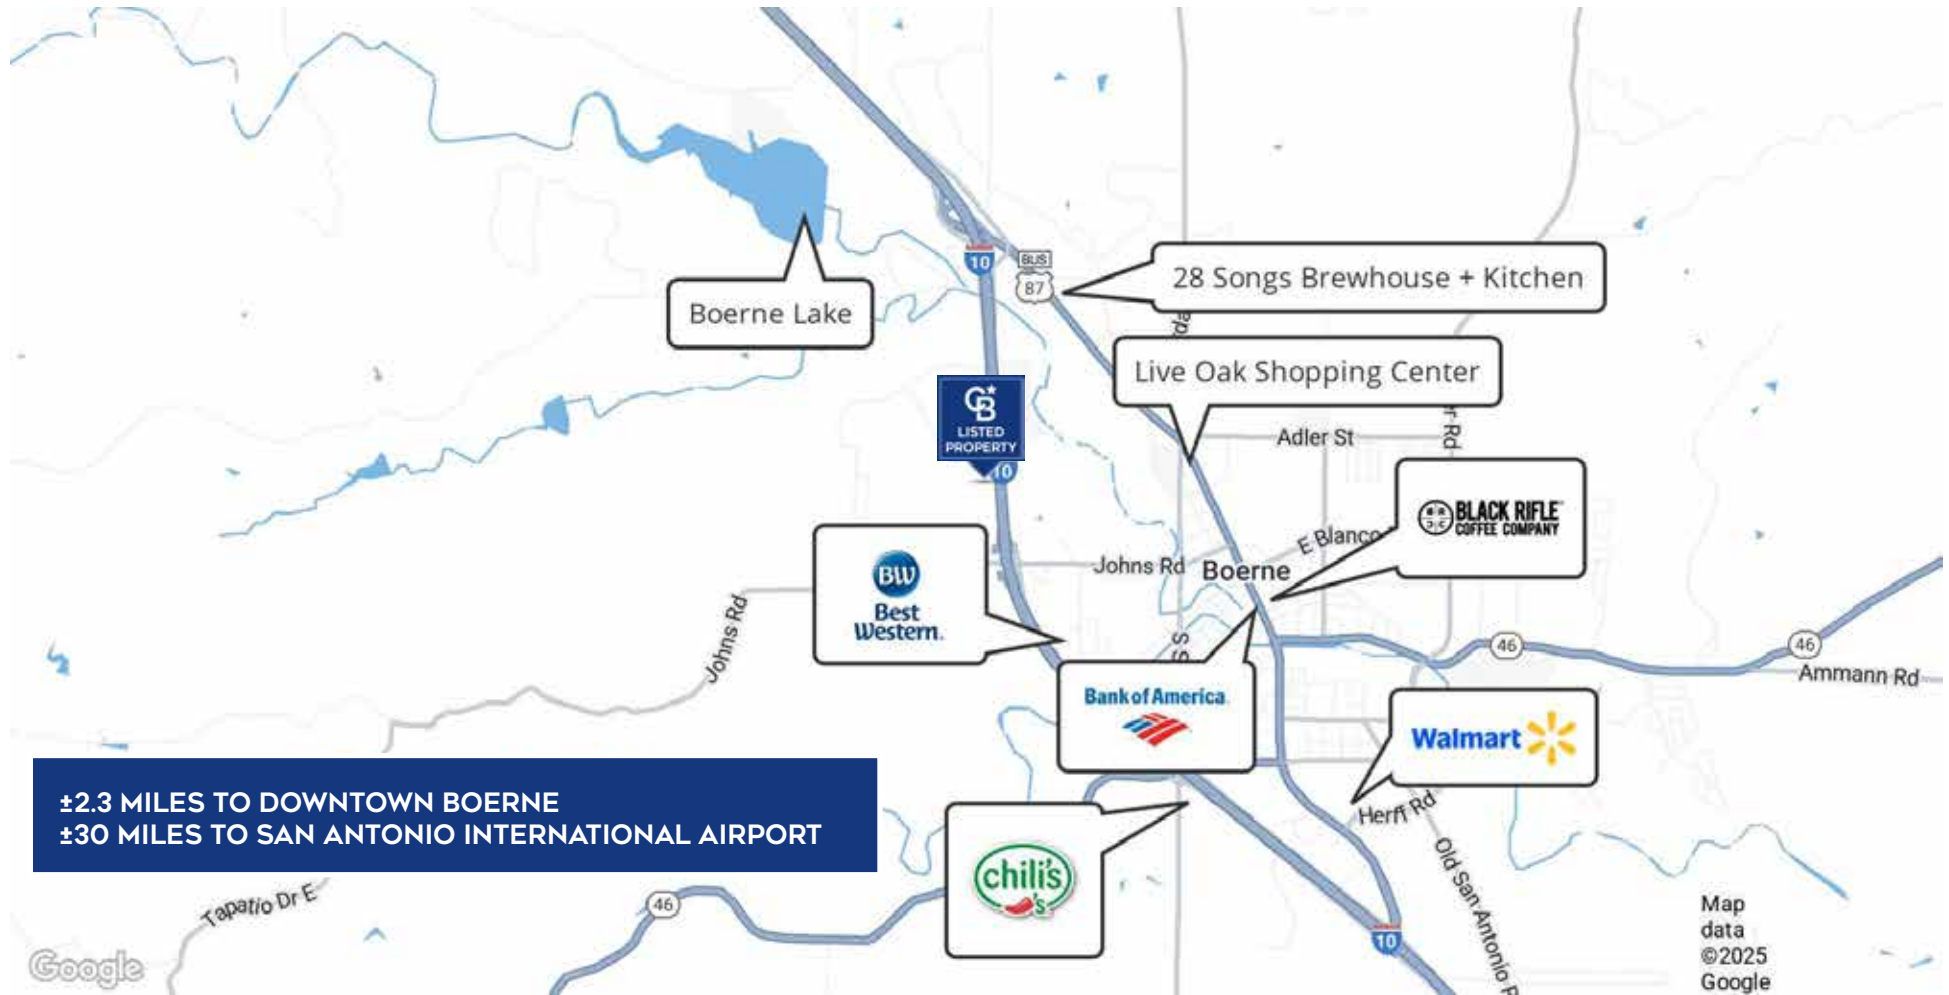 10
BUS
87
28 Songs Brewhouse + Kitchen
Boerne Lake
Live Oak Shopping Center
CB
LISTED
PROPERTY
10
Adler St
r Rd
BLACK RIFLE
COFFEE COMPANY
E Blanco
Johns Rd
Boerne
BW
Best
Western.
Johns Rd
S S
46
46
Ammann Rd
Bank of America
Walmart
±2.3 MILES TO DOWNTOWN BOERNE
±30 MILES TO SAN ANTONIO INTERNATIONAL AIRPORT
Herff Rd
chili's
Old San Antonio R
Tapatio Dr E
46
10
Map
data
©2025
Google
Google